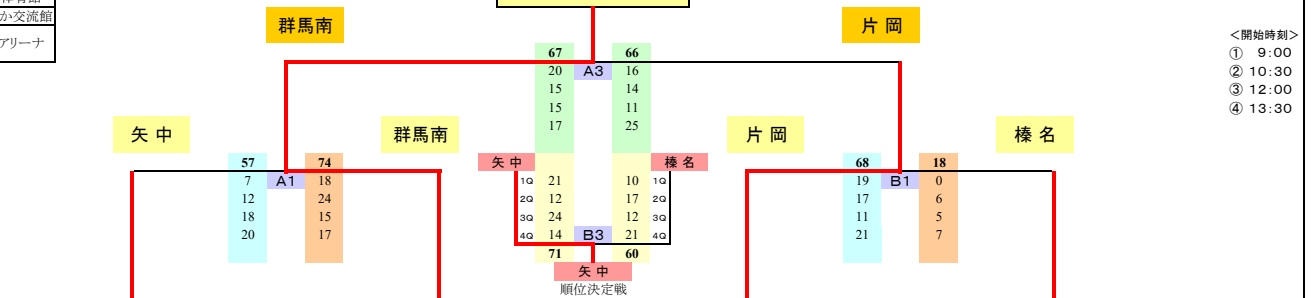 か交流館
アリーナ
群馬南
片 岡
<開始時刻>
① 9:00
② 10:30
③ 12:00
④ 13:30
67 66
20 A3 16
15 14
15 11
17 25
矢 中
群馬南
片 岡
榛 名
57 74
7 A1 18
12 24
18 15
20 17
矢 中 榛 名
1Q 21 10 1Q
2Q 12 17 2Q
3Q 24 12 3Q
4Q 14 B3 21 4Q
71 60
矢 中
順位決定戦
68 18
19 B1 0
17 6
11 5
21 7